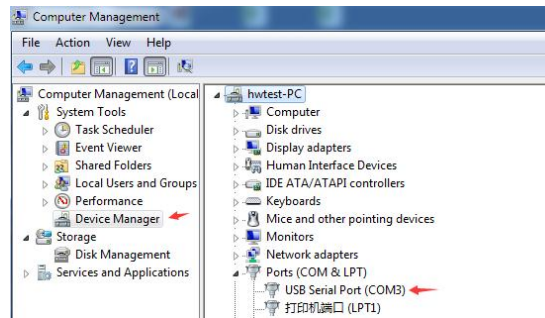 Computer Management
File Action View Help
Computer Management (Local
System Tools
Task Scheduler
Event Viewer
Shared Folders
Local Users and Groups
Performance
Device Manager
Storage
Disk Management
Services and Applications
hwtest-PC
Computer
Disk drives
Display adapters
Human Interface Devices
IDE ATA/ATAPI controllers
Keyboards
Mice and other pointing devices
Monitors
Network adapters
Ports (COM & LPT)
USB Serial Port (COM3)
打印机端口 (LPT1)